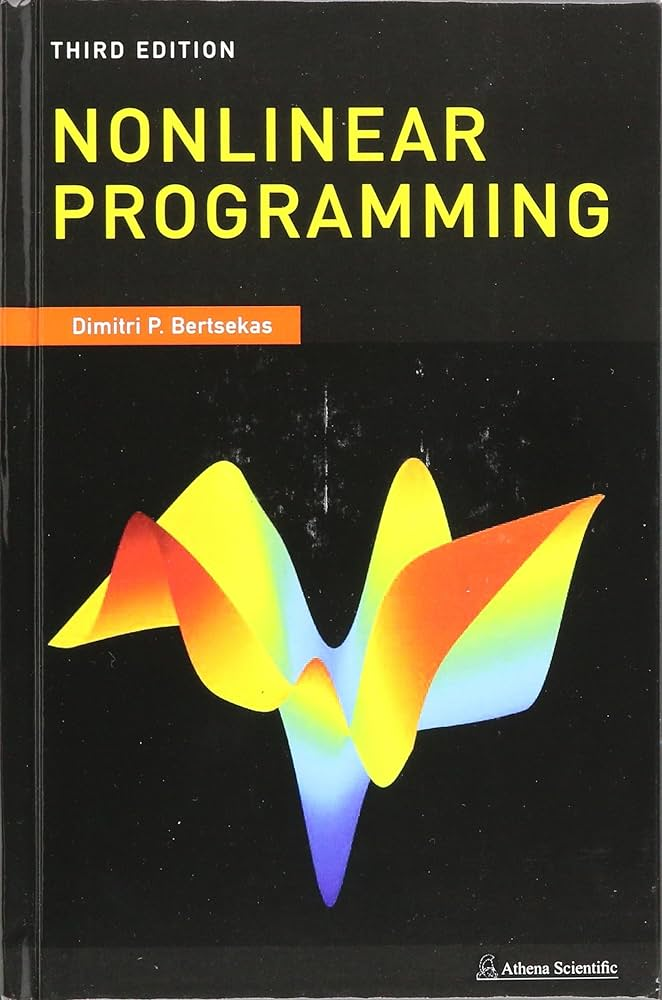 THIRD EDITION
NONLINEAR
PROGRAMMING
Dimitri P. Bertsekas
Athena Scientific